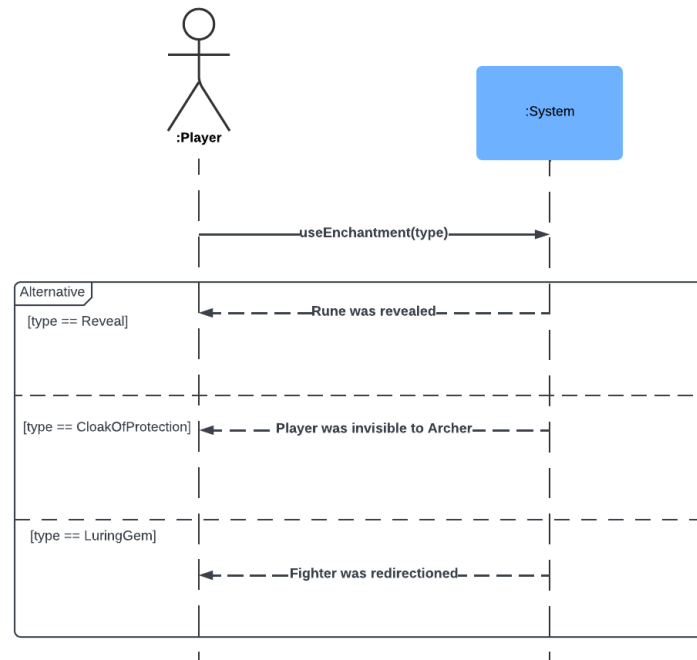 :Player
:System
useEnchantment(type)
Alternative
[type == Reveal]
Rune was revealed
[type == CloakOfProtection]
Player was invisible to Archer
[type == LuringGem]
Fighter was redirectioned